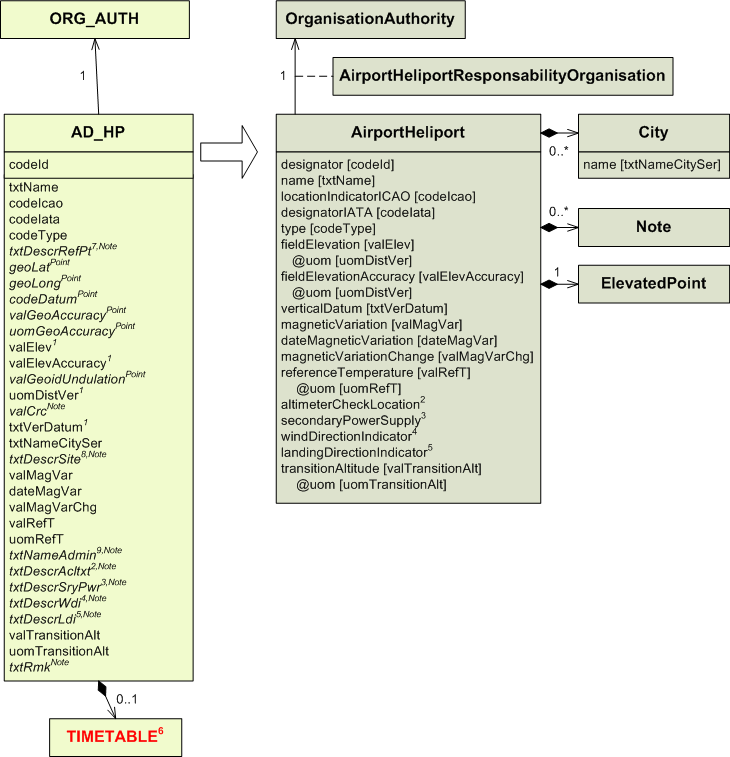 ORG_AUTH
1
AD_HP
codeId
txtName
codeIcao
codeIata
codeType
txtDescrRefPt7,Note
geoLatPoint
geoLongPoint
codeDatumPoint
valGeoAccuracyPoint
uomGeoAccuracyPoint
valElev1
valElevAccuracy1
valGeoidUndulationPoint
uomDistVer1
valCrcNote
txtVerDatum1
txtNameCitySer
txtDescrSite8,Note
valMagVar
dateMagVar
valMagVarChg
valRefT
uomRefT
txtNameAdmin9,Note
txtDescrAcltxt2,Note
txtDescrSryPwr3,Note
txtDescrWdi4,Note
txtDescrLdi5,Note
valTransitionAlt
uomTransitionAlt
txtRmkNote
0..1
TIMETABLE6
OrganisationAuthority
1
AirportHeliportResponsabilityOrganisation
AirportHeliport
designator [codeId]
name [txtName]
locationIndicatorICAO [codeIcao]
designatorIATA [codeIata]
type [codeType]
fieldElevation [valElev]
@uom [uomDistVer]
fieldElevationAccuracy [valElevAccuracy]
@uom [uomDistVer]
verticalDatum [txtVerDatum]
magneticVariation [valMagVar]
dateMagneticVariation [dateMagVar]
magneticVariationChange [valMagVarChg]
referenceTemperature [valRefT]
@uom [uomRefT]
altimeterCheckLocation2
secondaryPowerSupply3
windDirectionIndicator4
landingDirectionIndicator5
transitionAltitude [valTransitionAlt]
@uom [uomTransitionAlt]
0..*
City
name [txtNameCitySer]
0..*
Note
1
ElevatedPoint